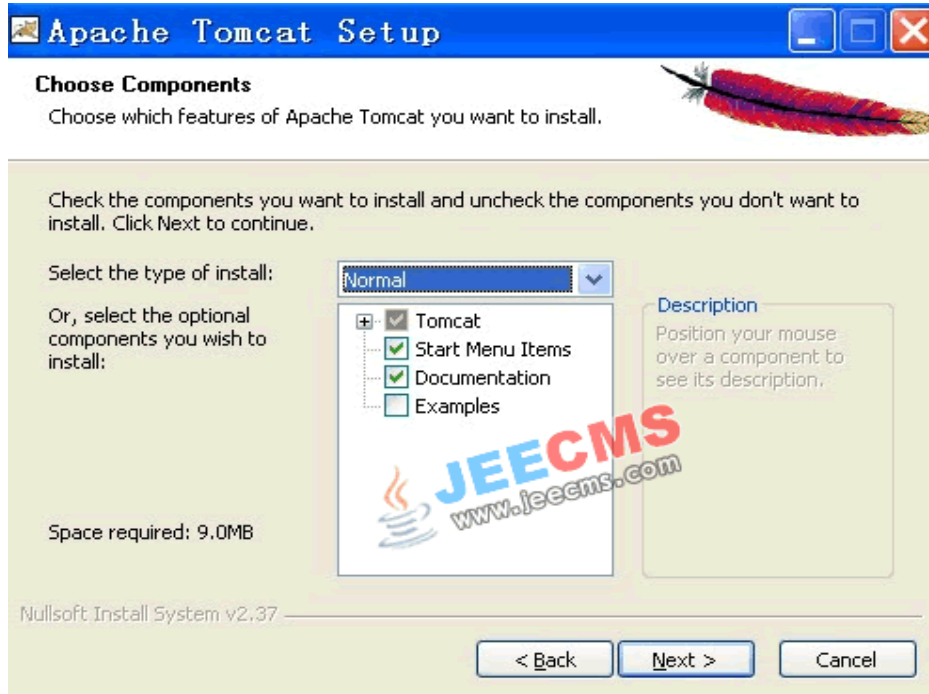 Apache Tomcat Setup
Choose Components
Choose which features of Apache Tomcat you want to install.
Check the components you want to install and uncheck the components you don't want to
install. Click Next to continue.
Select the type of install:
Normal
Or, select the optional
components you wish to
install:
Tomcat
Start Menu Items
Documentation
Examples
Description
Position your mouse
over a component to
see its description.
JEECMS
www.jeecms.com
Space required: 9.0MB
Nullsoft Install System v2.37
< Back
Next >
Cancel